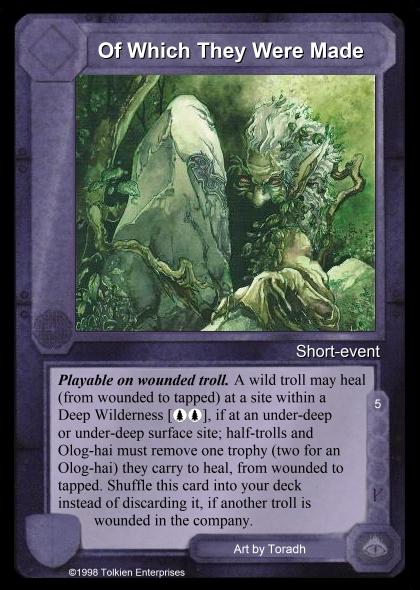 Of Which They Were Made
Short-event
Playable on wounded troll. A wild troll may heal
(from wounded to tapped) at a site within a
Deep Wilderness [], if at an under-deep
or under-deep surface site; half-trolls and
Olog-hai must remove one trophy (two for an
Olog-hai) they carry to heal, from wounded to
tapped. Shuffle this card into your deck
instead of discarding it, if another troll is
wounded in the company.
5
Art by Toradh
©1998 Tolkien Enterprises